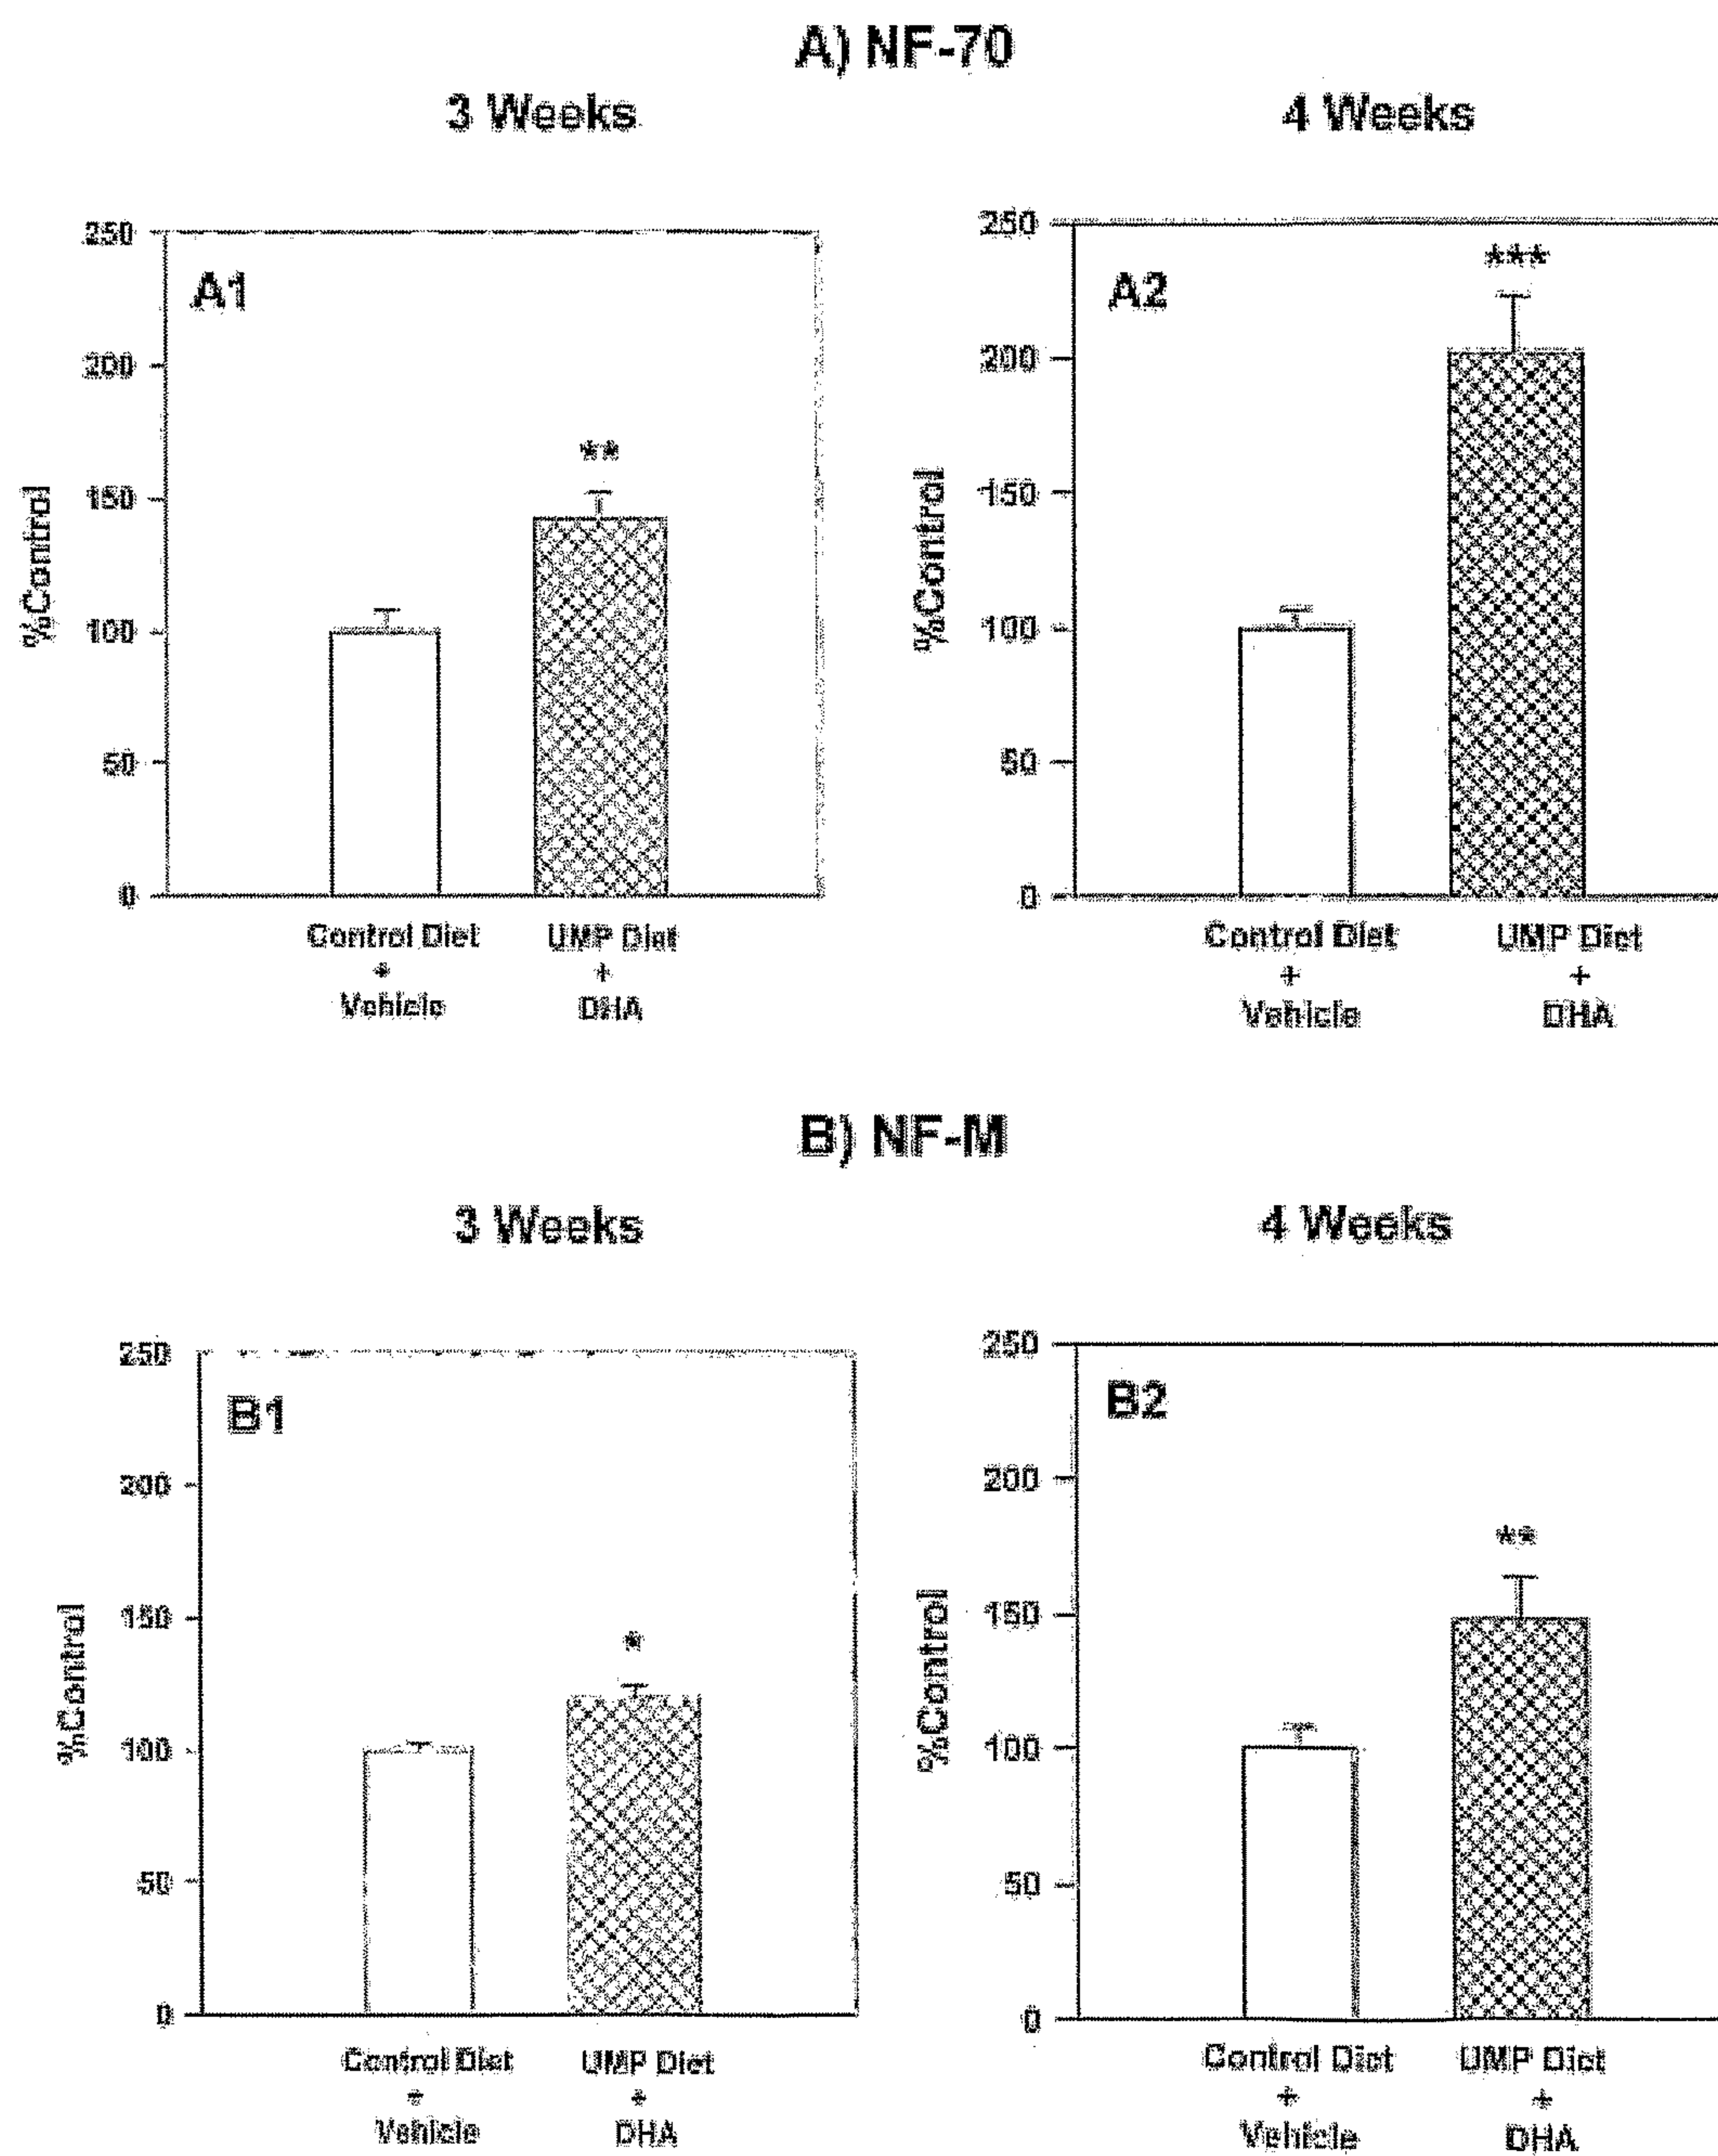 A) NF-70
3 Weeks
4 Weeks
250
200
150
100
50
0
%Control
A1
**
Control Diet
+
Vehicle
UMP Diet
+
DHA
250
200
150
100
50
0
%Control
A2
***
Control Diet
+
Vehicle
UMP Diet
+
DHA
B) NF-M
3 Weeks
4 Weeks
250
200
150
100
50
0
%Control
B1
*
Control Diet
+
Vehicle
UMP Diet
+
DHA
250
200
150
100
50
0
%Control
B2
**
Control Diet
+
Vehicle
UMP Diet
+
DHA